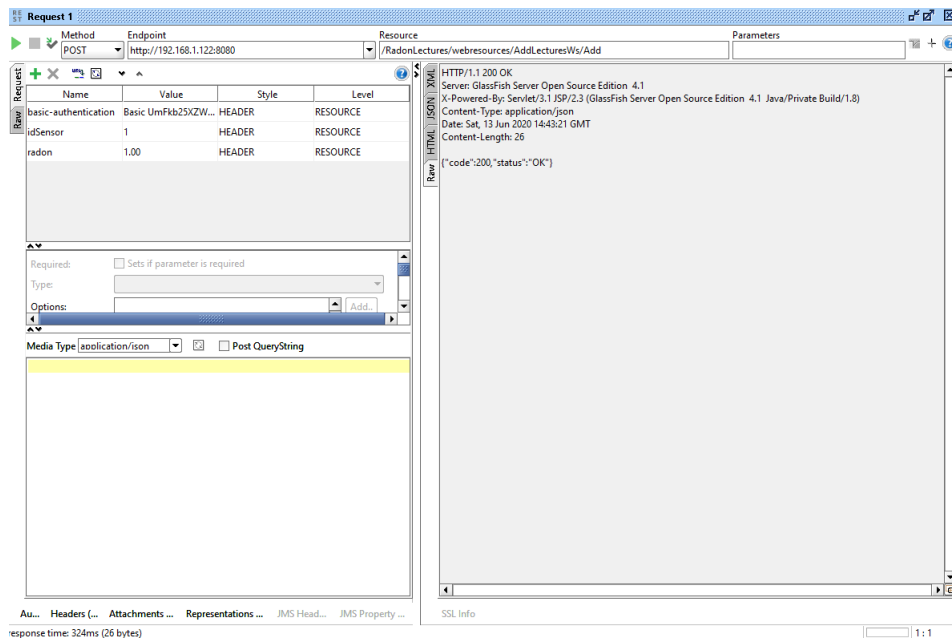 RE
ST
Request 1
Method
Endpoint
Resource
Parameters
POST
http://192.168.1.122:8080
/RadonLectures/webresources/AddLecturesWs/Add
Request
Raw
Name Value Style Level
basic-authentication Basic UmFkb25XZW... HEADER RESOURCE
idSensor 1 HEADER RESOURCE
radon 1.00 HEADER RESOURCE
Required: Sets if parameter is required
Type:
Options: Add..
Media Type application/json Post QueryString
Au... Headers (... Attachments ... Representations ... JMS Head... JMS Property ...
response time: 324ms (26 bytes)
XML
JSON
HTML
Raw
HTTP/1.1 200 OK
Server: GlassFish Server Open Source Edition 4.1
X-Powered-By: Servlet/3.1 JSP/2.3 (GlassFish Server Open Source Edition 4.1 Java/Private Build/1.8)
Content-Type: application/json
Date: Sat, 13 Jun 2020 14:43:21 GMT
Content-Length: 26
{"code":200,"status":"OK"}
SSL Info
1 : 1